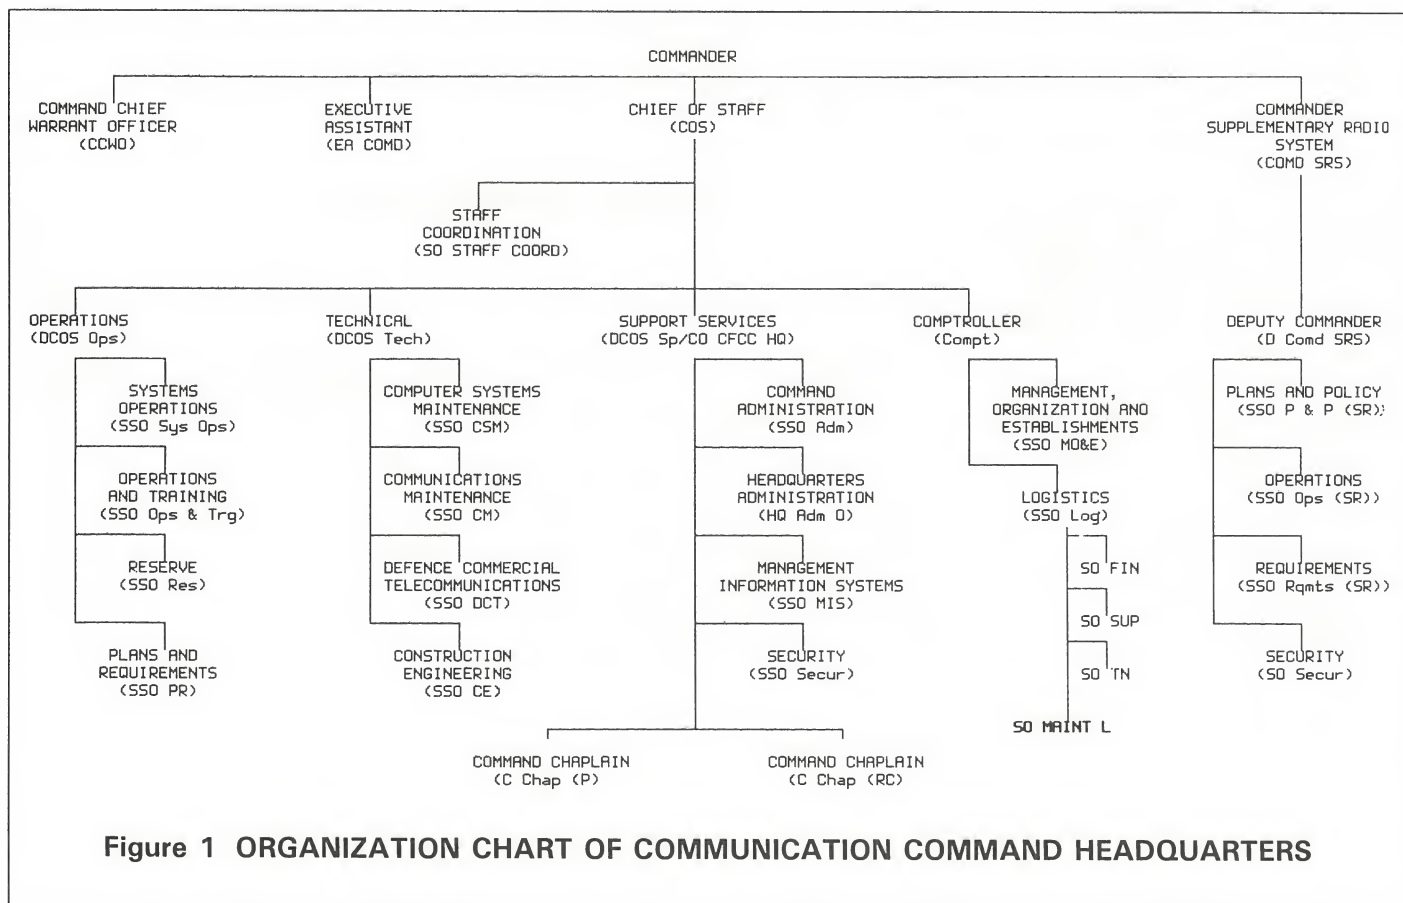 COMMANDER
COMMAND CHIEF
WARRANT OFFICER
(CCWO)
EXECUTIVE
ASSISTANT
(EA COMD)
CHIEF OF STAFF
(COS)
COMMANDER
SUPPLEMENTARY RADIO
SYSTEM
(COMD SRS)
STAFF
COORDINATION
(SO STAFF COORD)
OPERATIONS
(DCOS Ops)
TECHNICAL
(DCOS Tech)
SUPPORT SERVICES
(DCOS Sp/CO CFCC HQ)
COMPTROLLER
(Compt)
DEPUTY COMMANDER
(D Comd SRS)
SYSTEMS
OPERATIONS
(SSO Sys Ops)
OPERATIONS
AND TRAINING
(SSO Ops & Trg)
RESERVE
(SSO Res)
PLANS AND
REQUIREMENTS
(SSO PR)
COMPUTER SYSTEMS
MAINTENANCE
(SSO CSM)
COMMUNICATIONS
MAINTENANCE
(SSO CM)
DEFENCE COMMERCIAL
TELECOMMUNICATIONS
(SSO DCT)
CONSTRUCTION
ENGINEERING
(SSO CE)
COMMAND
ADMINISTRATION
(SSO Adm)
HEADQUARTERS
ADMINISTRATION
(HQ Adm O)
MANAGEMENT
INFORMATION SYSTEMS
(SSO MIS)
SECURITY
(SSO Secur)
COMMAND CHAPLAIN
(C Chap (P)
COMMAND CHAPLAIN
(C Chap (RC)
MANAGEMENT,
ORGANIZATION AND
ESTABLISHMENTS
(SSO MO&E)
LOGISTICS
(SSO Log)
SO FIN
SO SUP
SO TN
SO MAINT L
PLANS AND POLICY
(SSO P & P (SR))
OPERATIONS
(SSO Ops (SR))
REQUIREMENTS
(SSO Rqmts (SR))
SECURITY
(SO Secur)
Figure 1 ORGANIZATION CHART OF COMMUNICATION COMMAND HEADQUARTERS